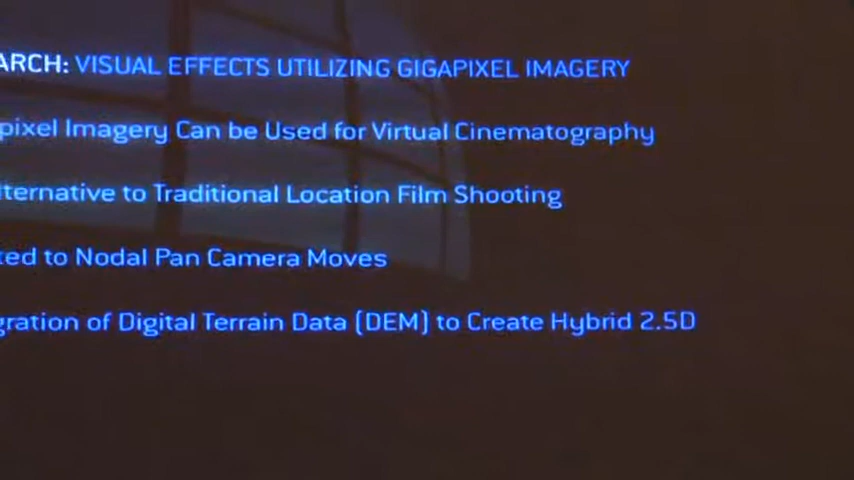 ARCH: VISUAL EFFECTS UTILIZING GIGAPIXEL IMAGERY
pixel Imagery Can be Used for Virtual Cinematography
lternative to Traditional Location Film Shooting
ted to Nodal Pan Camera Moves
gration of Digital Terrain Data (DEM) to Create Hybrid 2.5D